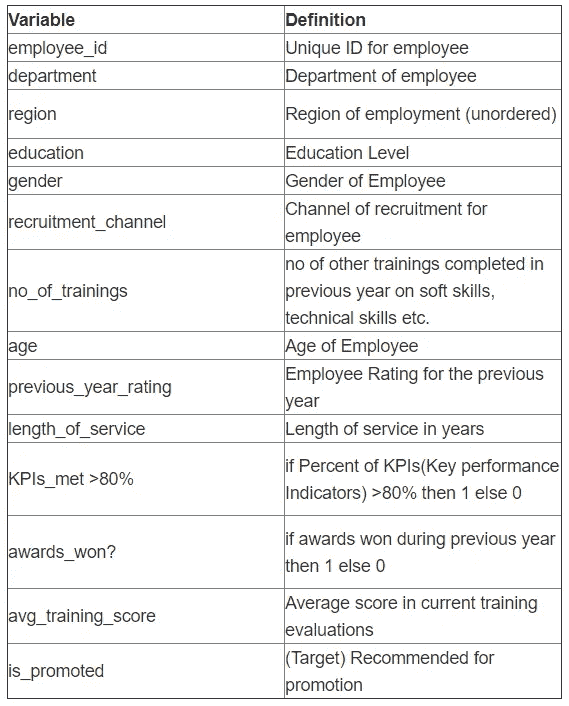 Variable Definition
employee_id Unique ID for employee
department Department of employee
region Region of employment (unordered)
education Education Level
gender Gender of Employee
recruitment_channel Channel of recruitment for
employee
no_of_trainings no of other trainings completed in
previous year on soft skills,
technical skills etc.
age Age of Employee
previous_year_rating Employee Rating for the previous
year
length_of_service Length of service in years
KPIs_met >80% if Percent of KPIs(Key performance
Indicators) >80% then 1 else 0
awards_won? if awards won during previous year
then 1 else 0
avg_training_score Average score in current training
evaluations
is_promoted (Target) Recommended for
promotion